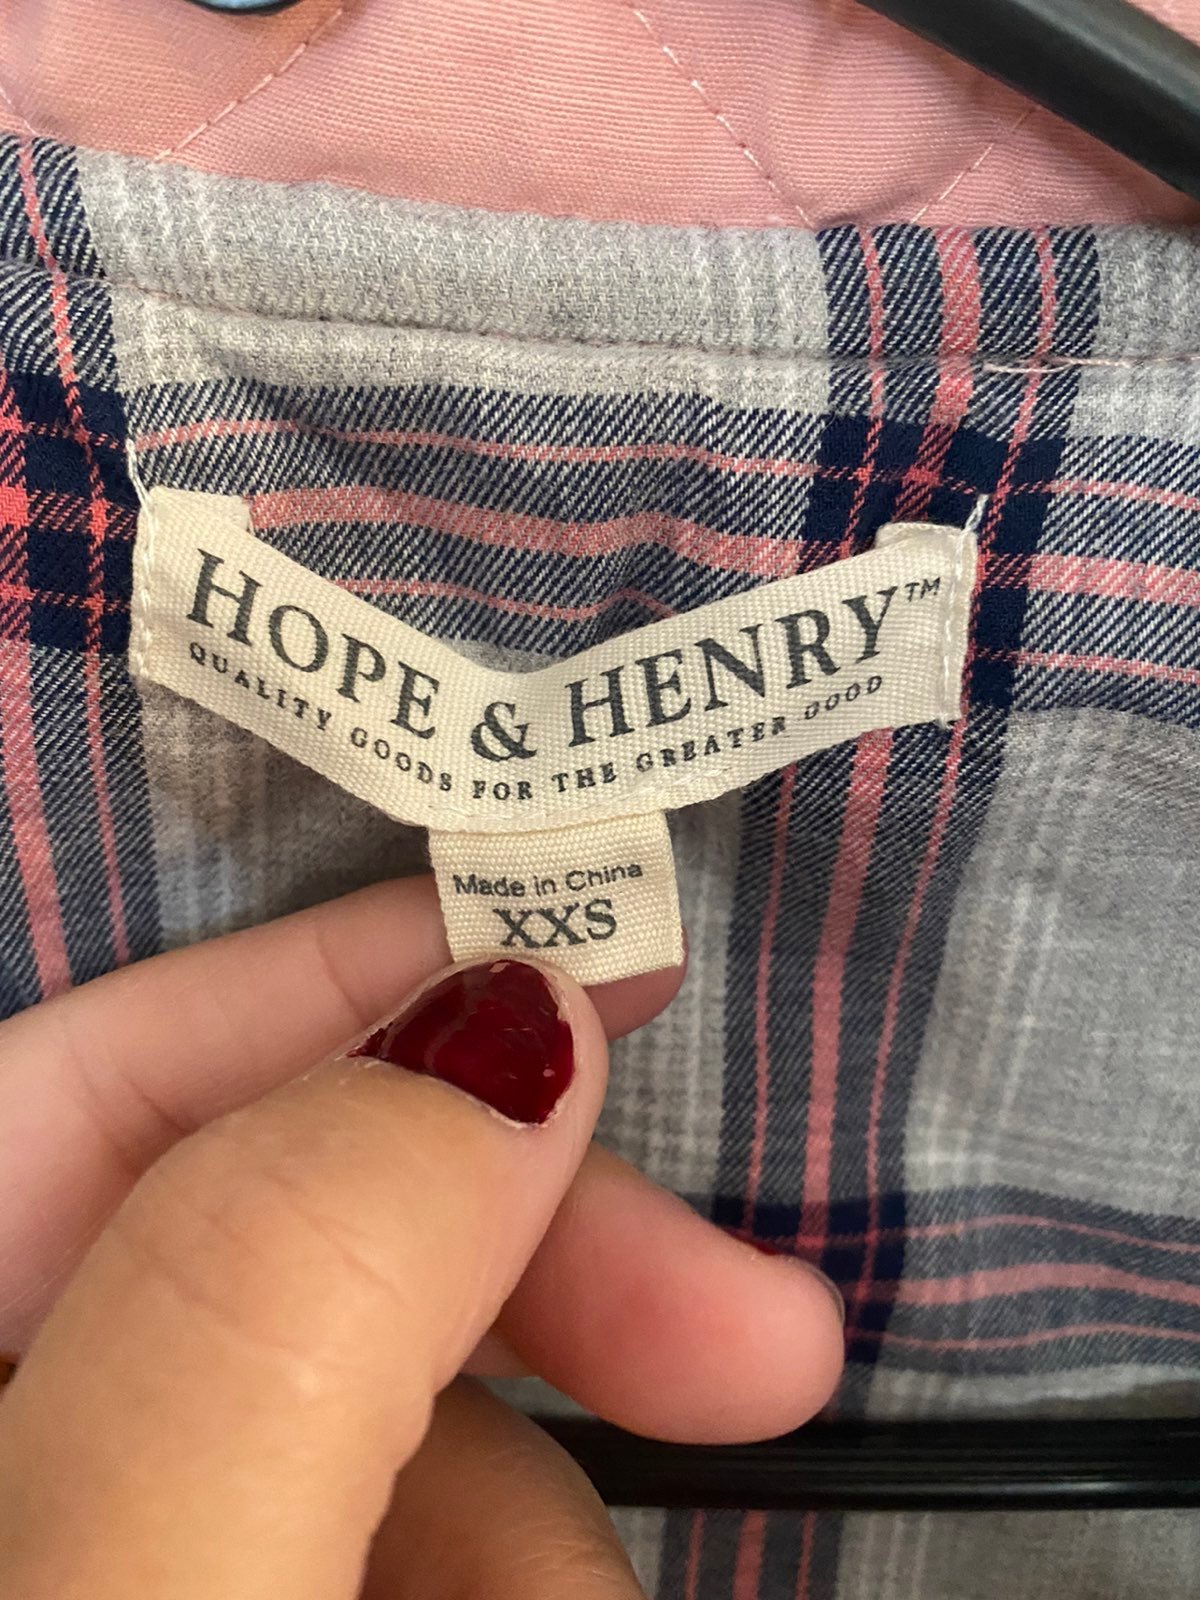 HOPE & HENRY™
QUALITY GOODS FOR THE GREATER GOOD
Made in China
XXS